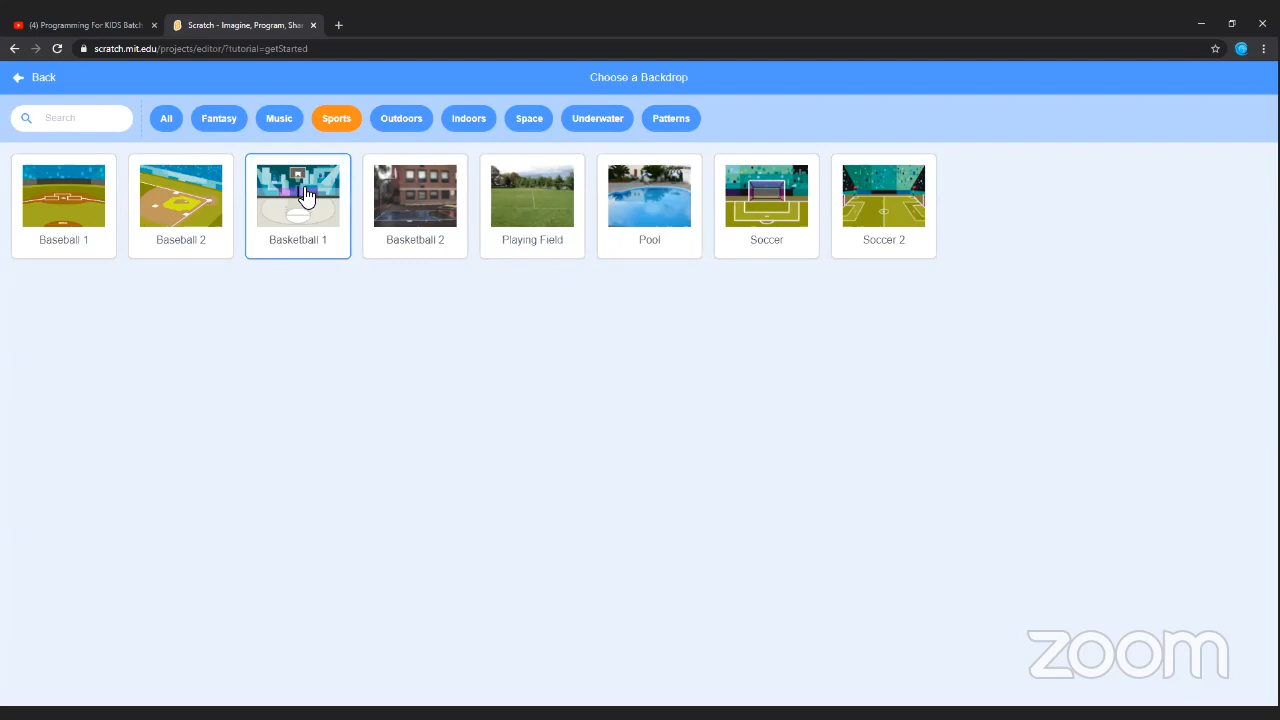 (4) Programming For KIDS Batch
Scratch - Imagine, Program, Shar
scratch.mit.edu/projects/editor/?tutorial=getStarted
Back
Choose a Backdrop
Search
All
Fantasy
Music
Sports
Outdoors
Indoors
Space
Underwater
Patterns
Baseball 1
Baseball 2
Basketball 1
Basketball 2
Playing Field
Pool
Soccer
Soccer 2
zoom